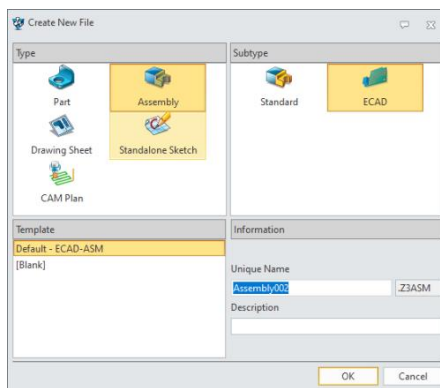 Create New File
Type
Part
Assembly
Drawing Sheet
Standalone Sketch
CAM Plan
Subtype
Standard
ECAD
Template
Default - ECAD-ASM
[Blank]
Information
Unique Name
Assembly002
.Z3ASM
Description
OK
Cancel